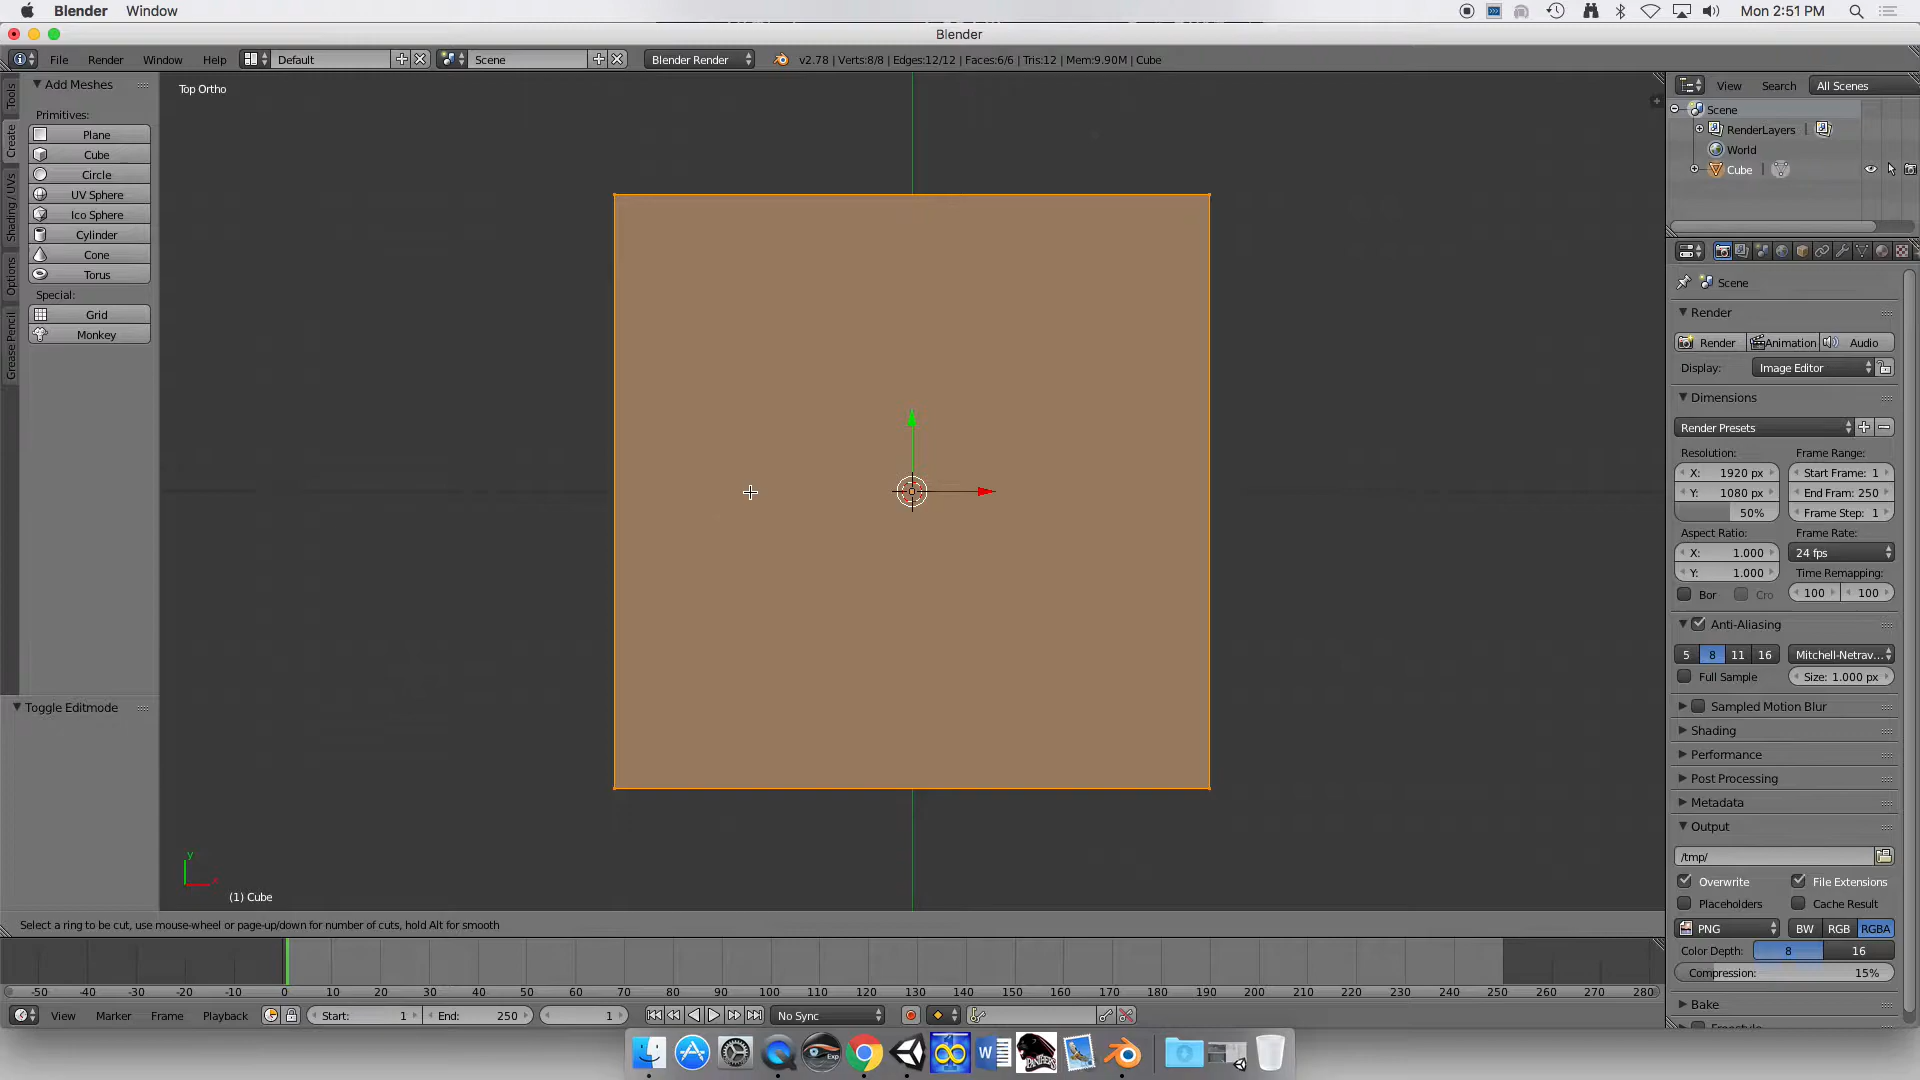 Blender Window Mon 2:51 PM
Blender
File Render Window Help Default Scene Blender Render v2.78 | Verts:8/8 | Edges:12/12 | Faces:6/6 | Tris:12 | Mem:9.90M | Cube
Add Meshes
Top Ortho
View Search All Scenes
Tools
Create
Shading / UVs
Options
Grease Pencil
Primitives:
Plane
Cube
Circle
UV Sphere
Ico Sphere
Cylinder
Cone
Torus
Special:
Grid
Monkey
Toggle Editmode
Scene
RenderLayers
World
Cube
Scene
Render
Render Animation Audio
Display: Image Editor
Dimensions
Render Presets
Resolution: Frame Range:
X: 1920 px Start Frame: 1
Y: 1080 px End Fram: 250
50% Frame Step: 1
Aspect Ratio: Frame Rate:
X: 1.000 24 fps
Y: 1.000 Time Remapping:
Bor Cro 100 100
Anti-Aliasing
5 8 11 16 Mitchell-Netrav...
Full Sample Size: 1.000 px
Sampled Motion Blur
Shading
Performance
Post Processing
Metadata
Output
/tmp/
Overwrite File Extensions
Placeholders Cache Result
PNG BW RGB RGBA
Color Depth: 8 16
Compression: 15%
Bake
y
x
(1) Cube
Select a ring to be cut, use mouse-wheel or page-up/down for number of cuts, hold Alt for smooth
-50 -40 -30 -20 -10 0 10 20 30 40 50 60 70 80 90 100 110 120 130 140 150 160 170 180 190 200 210 220 230 240 250 260 270 280
View Marker Frame Playback Start: 1 End: 250 1 No Sync
Exp
W
PANTHERS